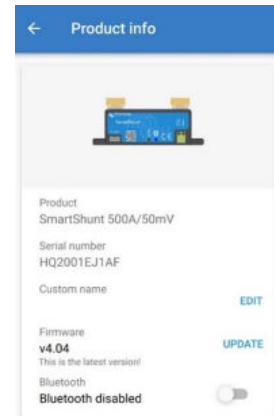 Product info
Product
SmartShunt 500A/50mV
Serial number
HQ2001EJ1AF
Custom name
EDIT
Firmware
v4.04
UPDATE
This is the latest version!
Bluetooth
Bluetooth disabled